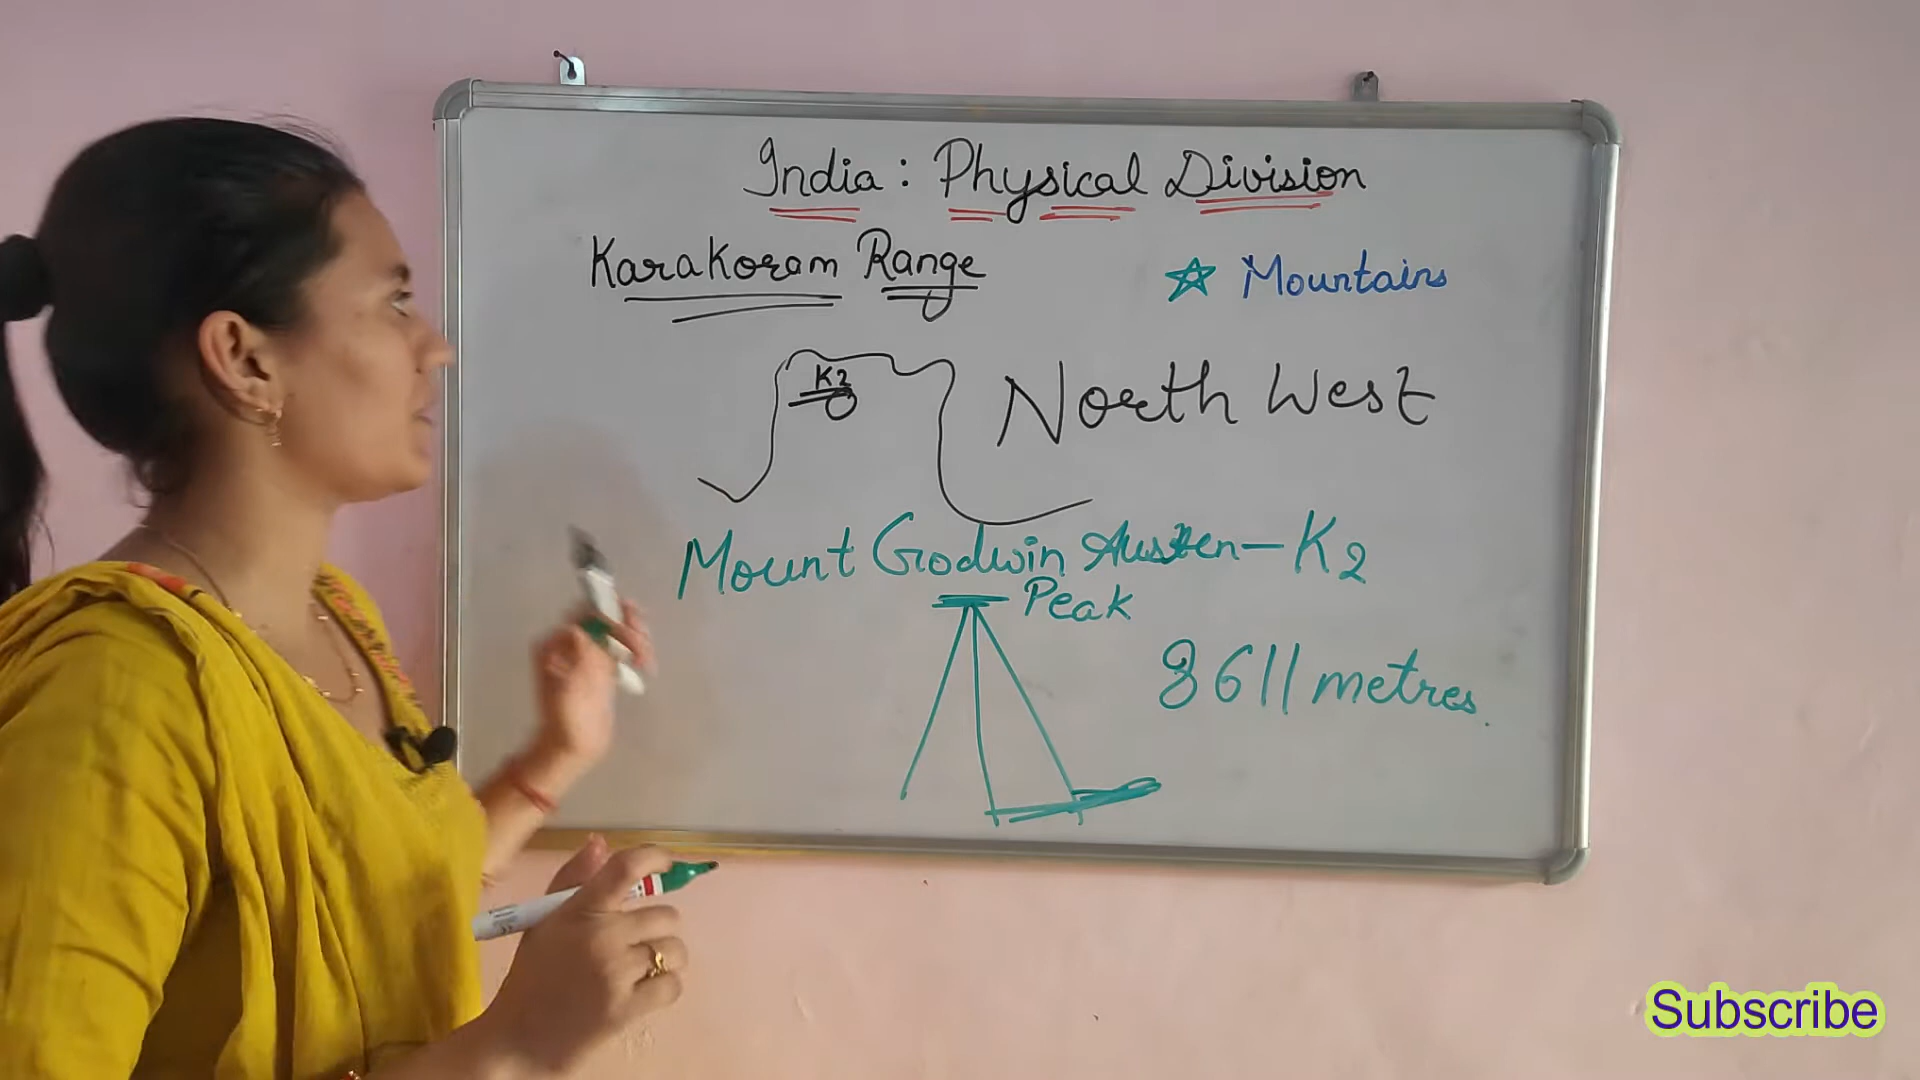 India : Physical Division
Karakoram Range
Mountains
K2
North West
Mount Godwin Austen - K2
Peak
8611 metres.
Subscribe